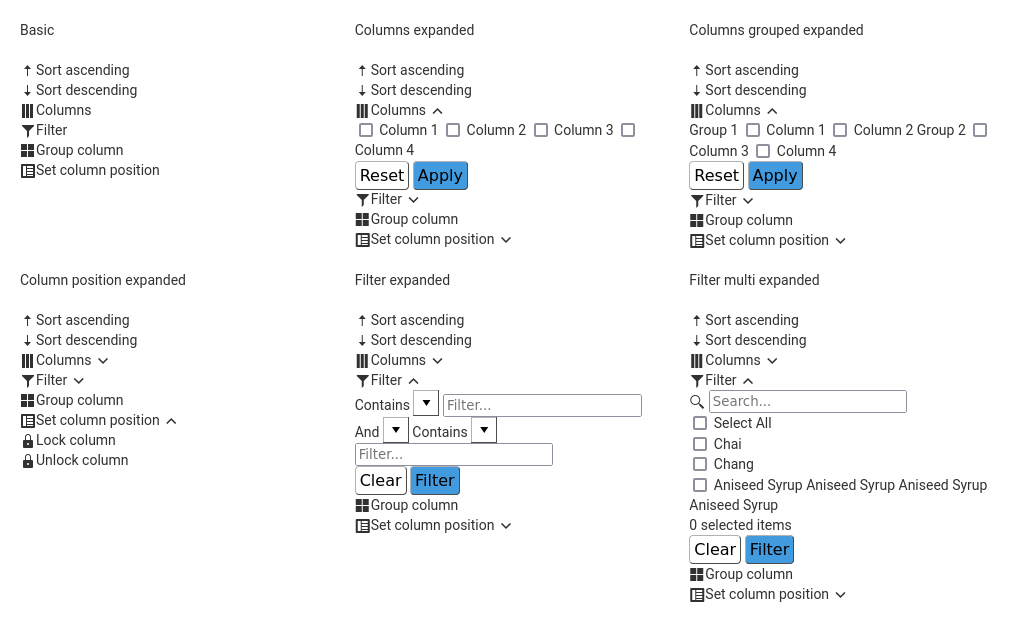 Basic
Sort ascending
Sort descending
Columns
Filter
Group column
Set column position
Columns expanded
Sort ascending
Sort descending
Columns
Column 1 Column 2 Column 3
Column 4
Reset Apply
Filter
Group column
Set column position
Columns grouped expanded
Sort ascending
Sort descending
Columns
Group 1 Column 1 Column 2 Group 2
Column 3 Column 4
Reset Apply
Filter
Group column
Set column position
Column position expanded
Sort ascending
Sort descending
Columns
Filter
Group column
Set column position
Lock column
Unlock column
Filter expanded
Sort ascending
Sort descending
Columns
Filter
Contains Filter...
And Contains
Filter...
Clear Filter
Group column
Set column position
Filter multi expanded
Sort ascending
Sort descending
Columns
Filter
Search...
Select All
Chai
Chang
Aniseed Syrup Aniseed Syrup Aniseed Syrup
Aniseed Syrup
0 selected items
Clear Filter
Group column
Set column position